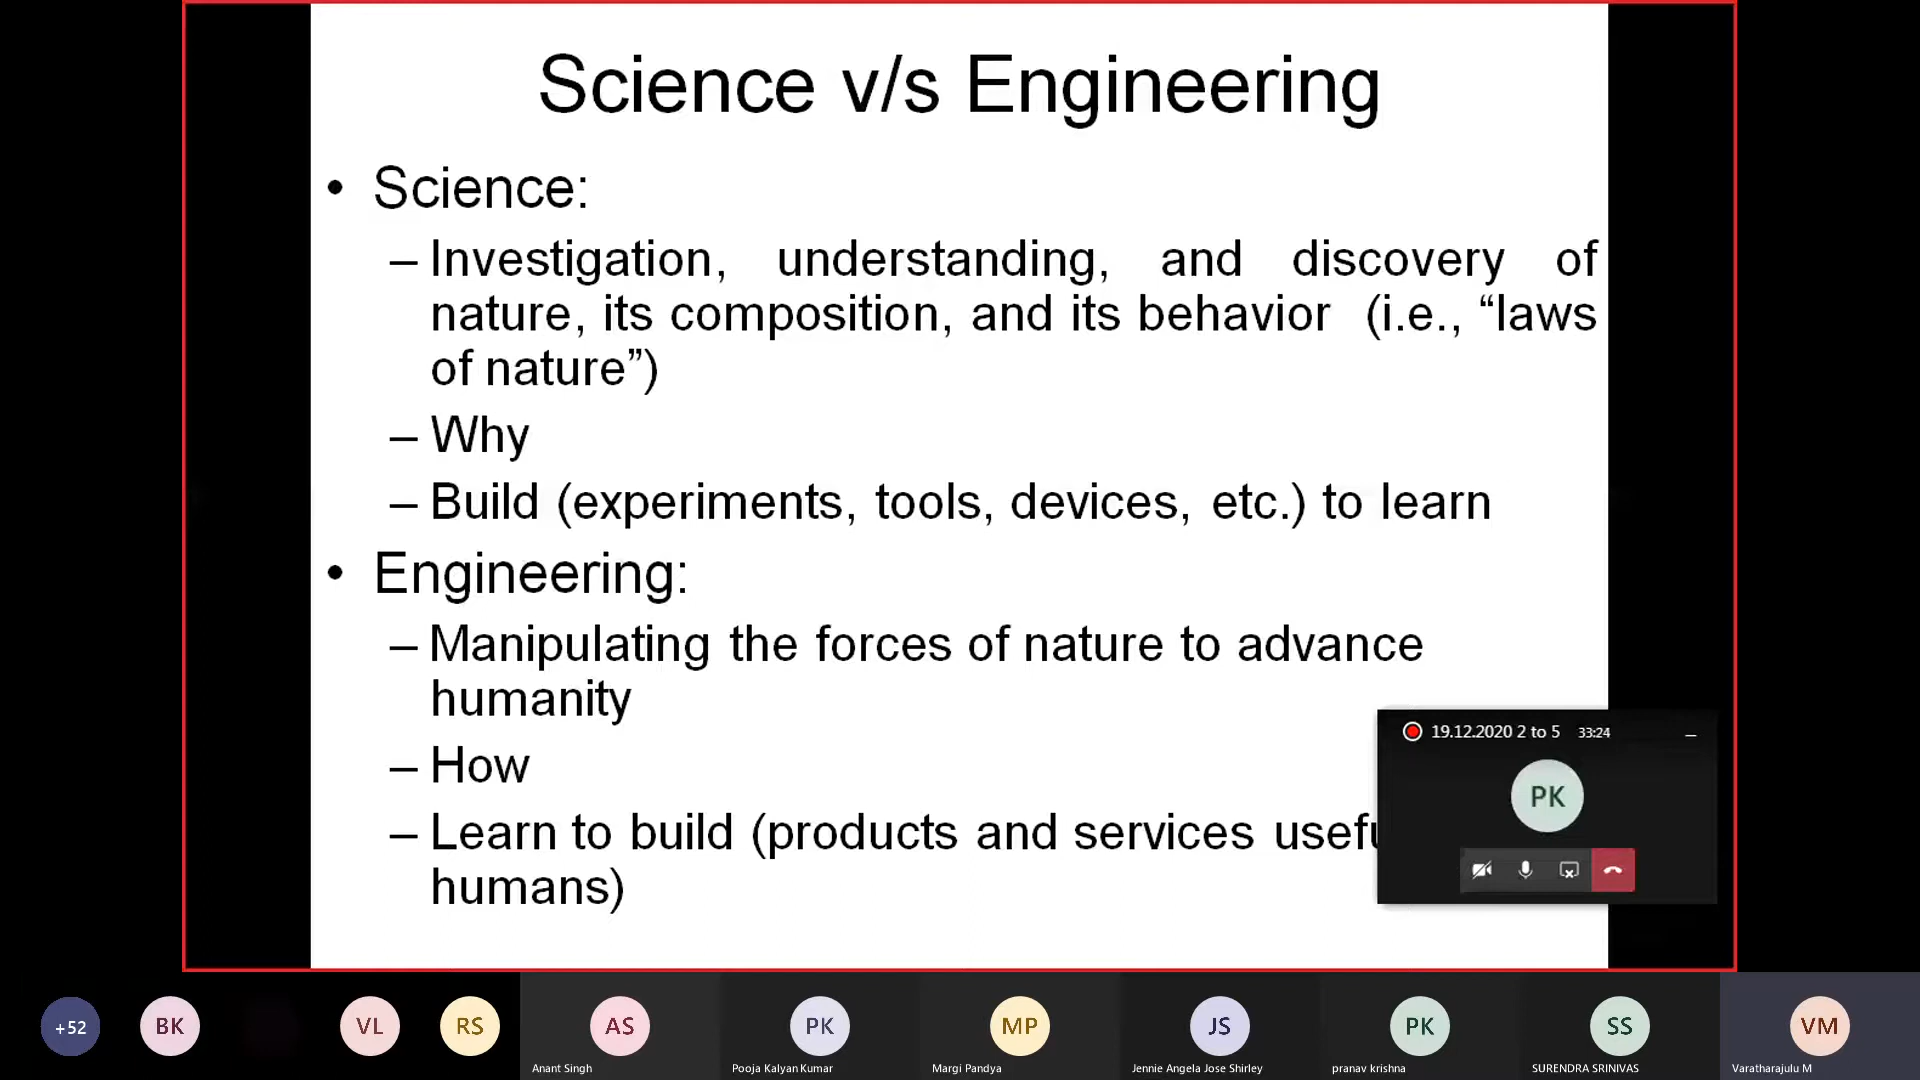 Science v/s Engineering
• Science:
– Investigation, understanding, and discovery of
nature, its composition, and its behavior (i.e., “laws
of nature”)
– Why
– Build (experiments, tools, devices, etc.) to learn
• Engineering:
– Manipulating the forces of nature to advance
humanity
– How
– Learn to build (products and services
humans)
19.12.2020 2 to 5 33:24
PK
+52
BK
VL
RS
AS
PK
MP
JS
PK
SS
VM
Anant Singh
Pooja Kalyan Kumar
Margi Pandya
Jennie Angela Jose Shirley
pranav krishna
SURENDRA SRINIVAS
Varatharajulu M